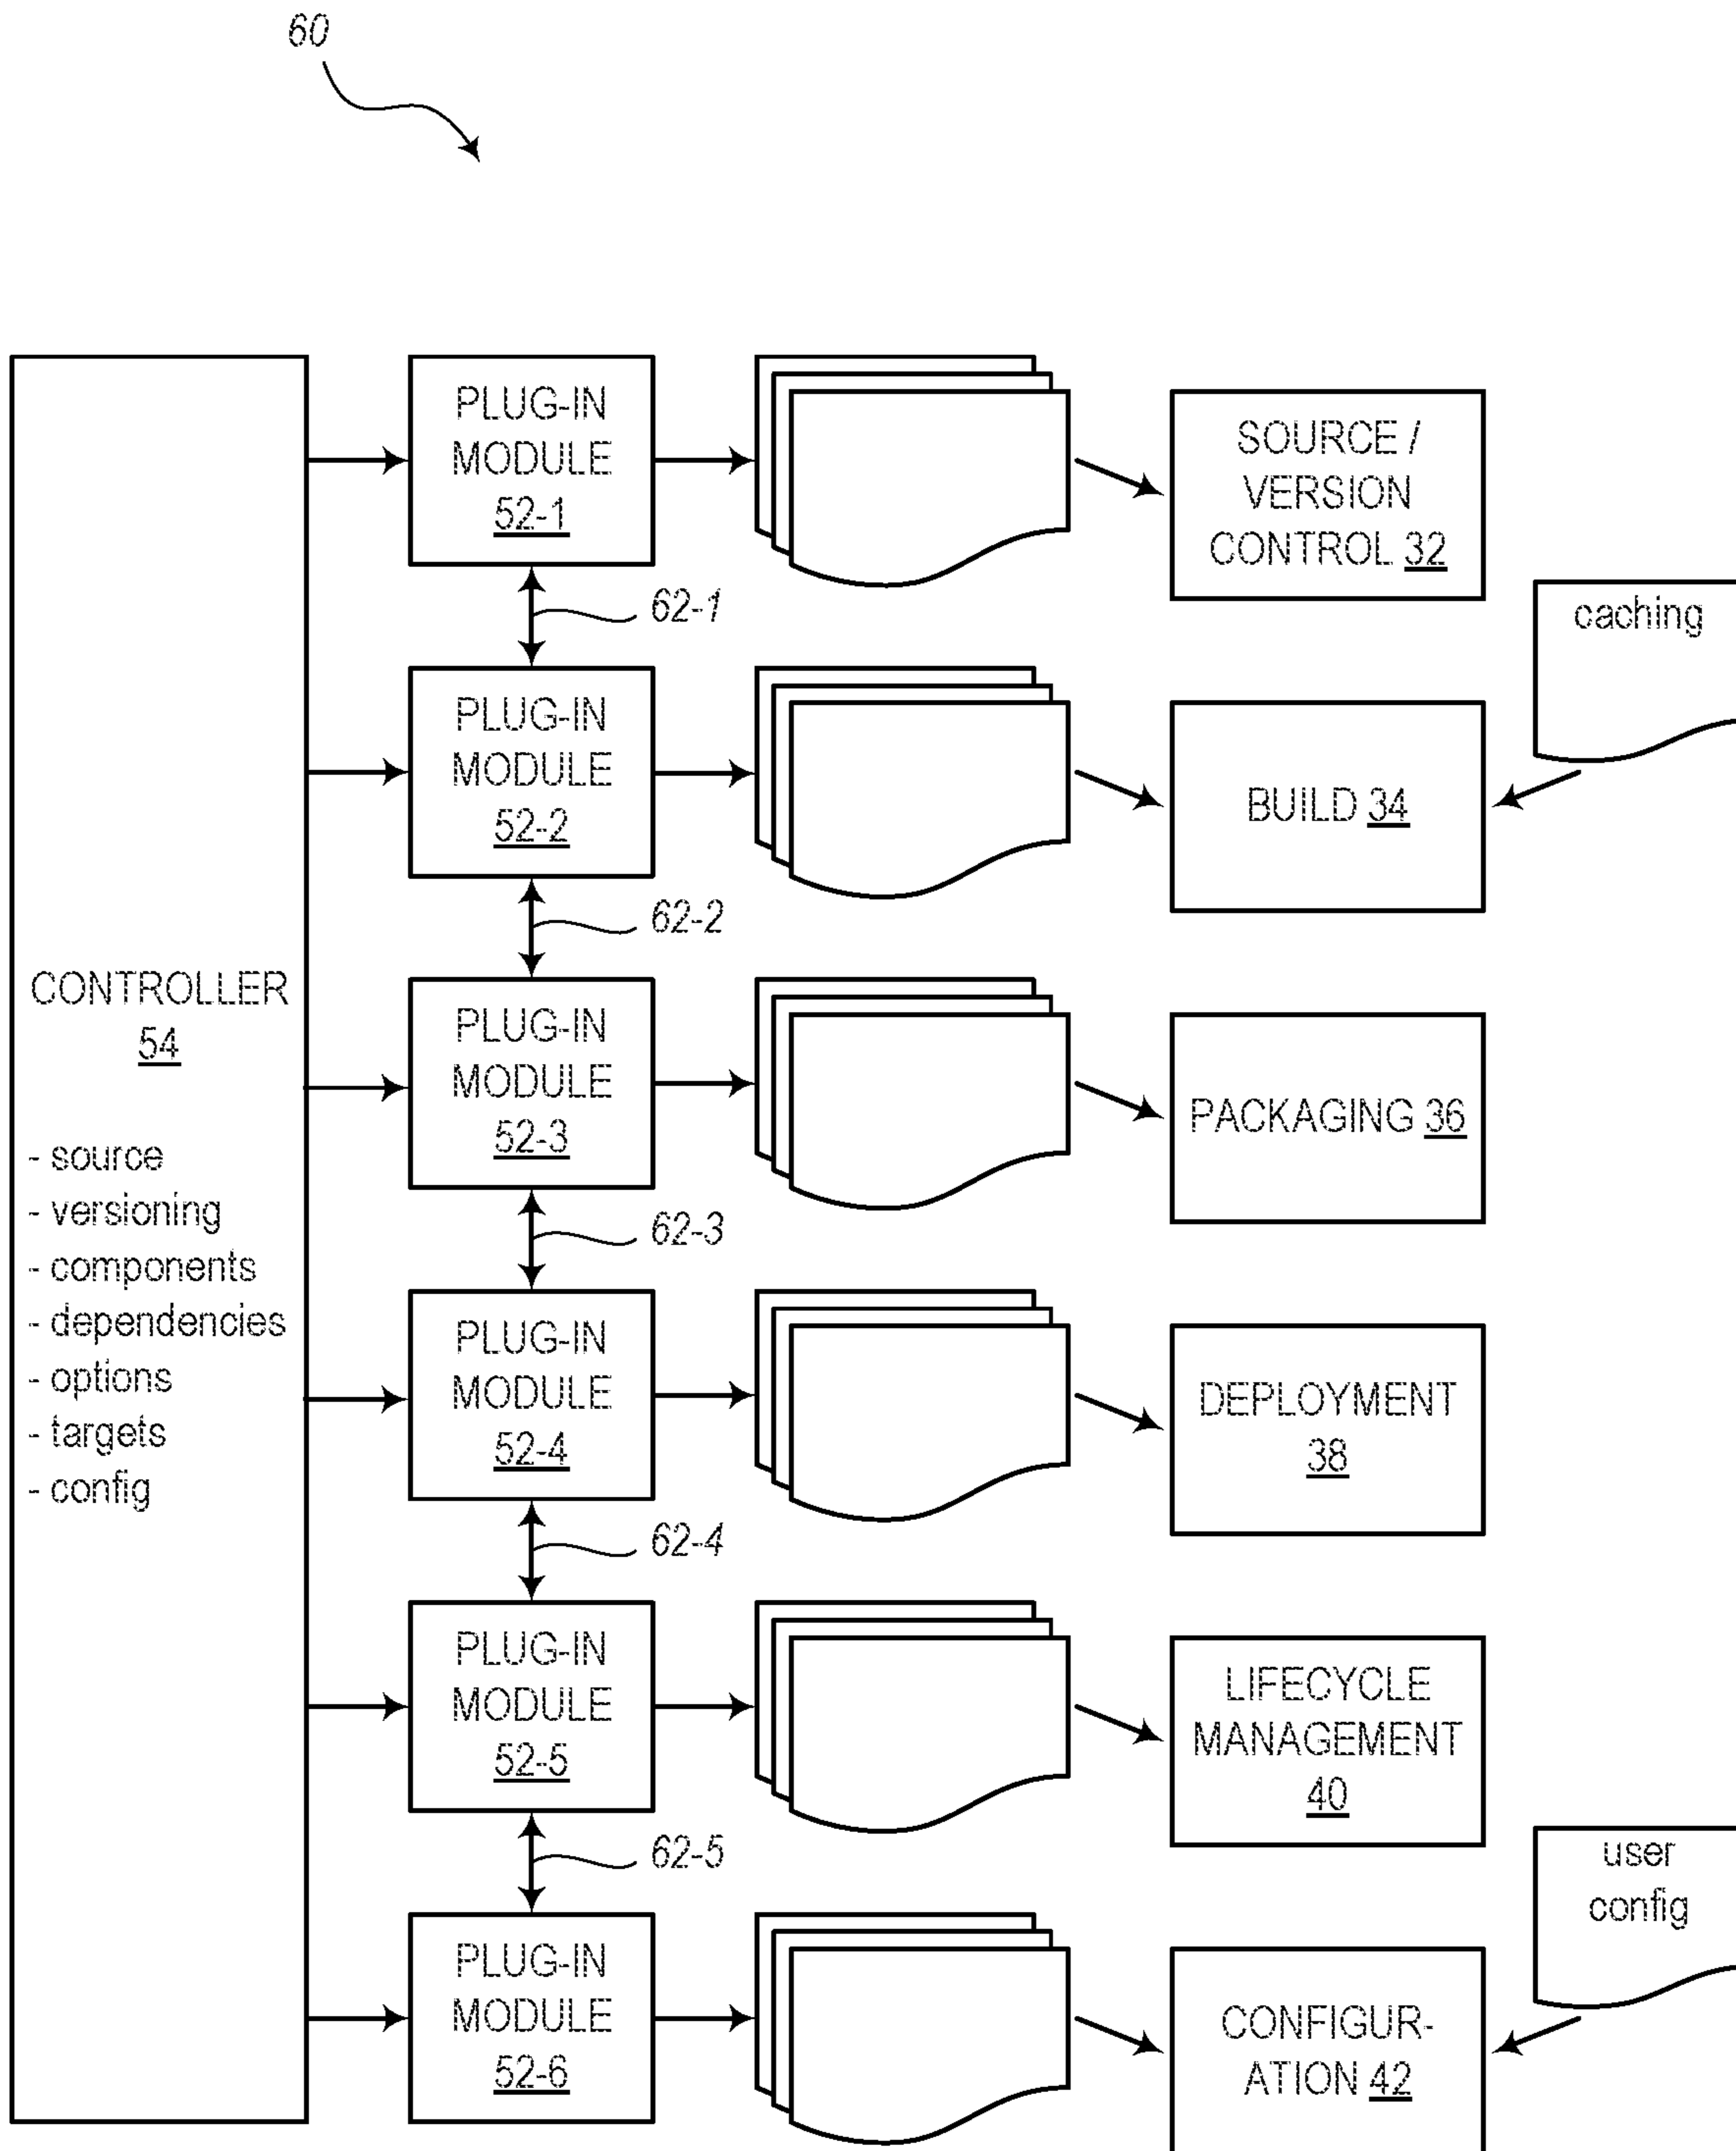 60
CONTROLLER
54
- source
- versioning
- components
- dependencies
- options
- targets
- config
PLUG-IN
MODULE
52-1
SOURCE /
VERSION
CONTROL 32
62-1
caching
PLUG-IN
MODULE
52-2
BUILD 34
62-2
PLUG-IN
MODULE
52-3
PACKAGING 36
62-3
PLUG-IN
MODULE
52-4
DEPLOYMENT
38
62-4
PLUG-IN
MODULE
52-5
LIFECYCLE
MANAGEMENT
40
62-5
user
config
PLUG-IN
MODULE
52-6
CONFIGUR-
ATION 42